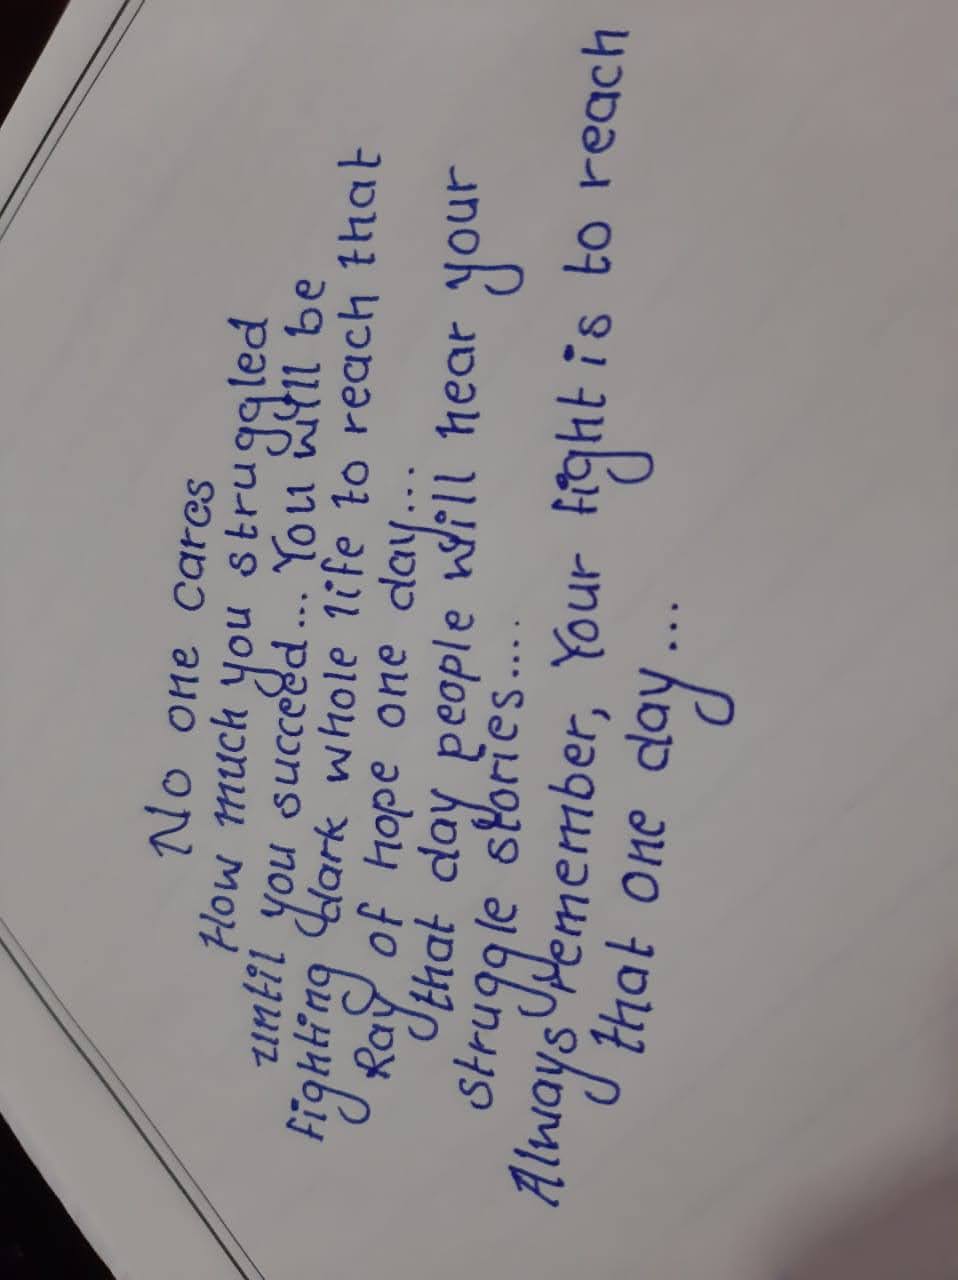 No one cares
How much you struggled
until you succeed... You will be
fighting dark whole life to reach that
Ray of hope one day....
that day people will hear your
struggle stories....
Always remember, Your fight is to reach
that one day...